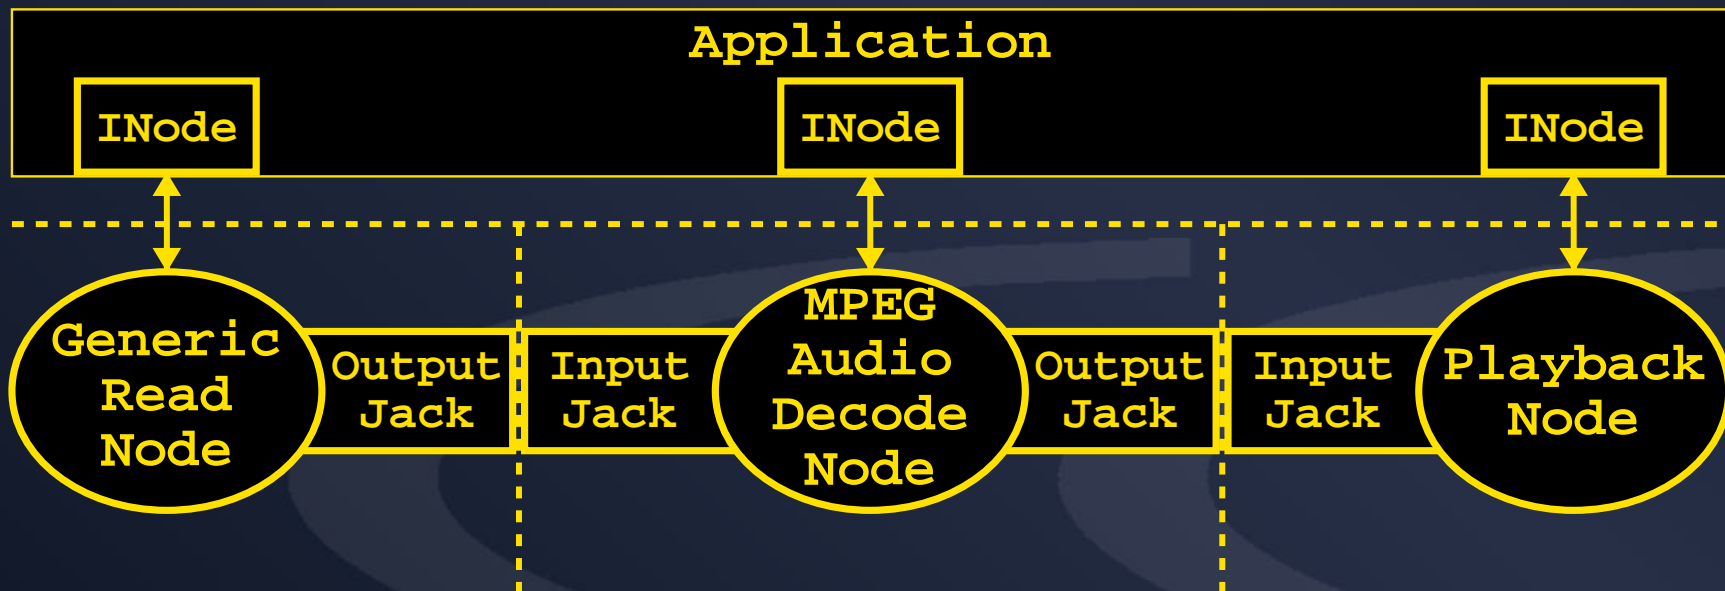 Application
INode
INode
INode
Generic
Read
Node
Output
Jack
Input
Jack
MPEG
Audio
Decode
Node
Output
Jack
Input
Jack
Playback
Node